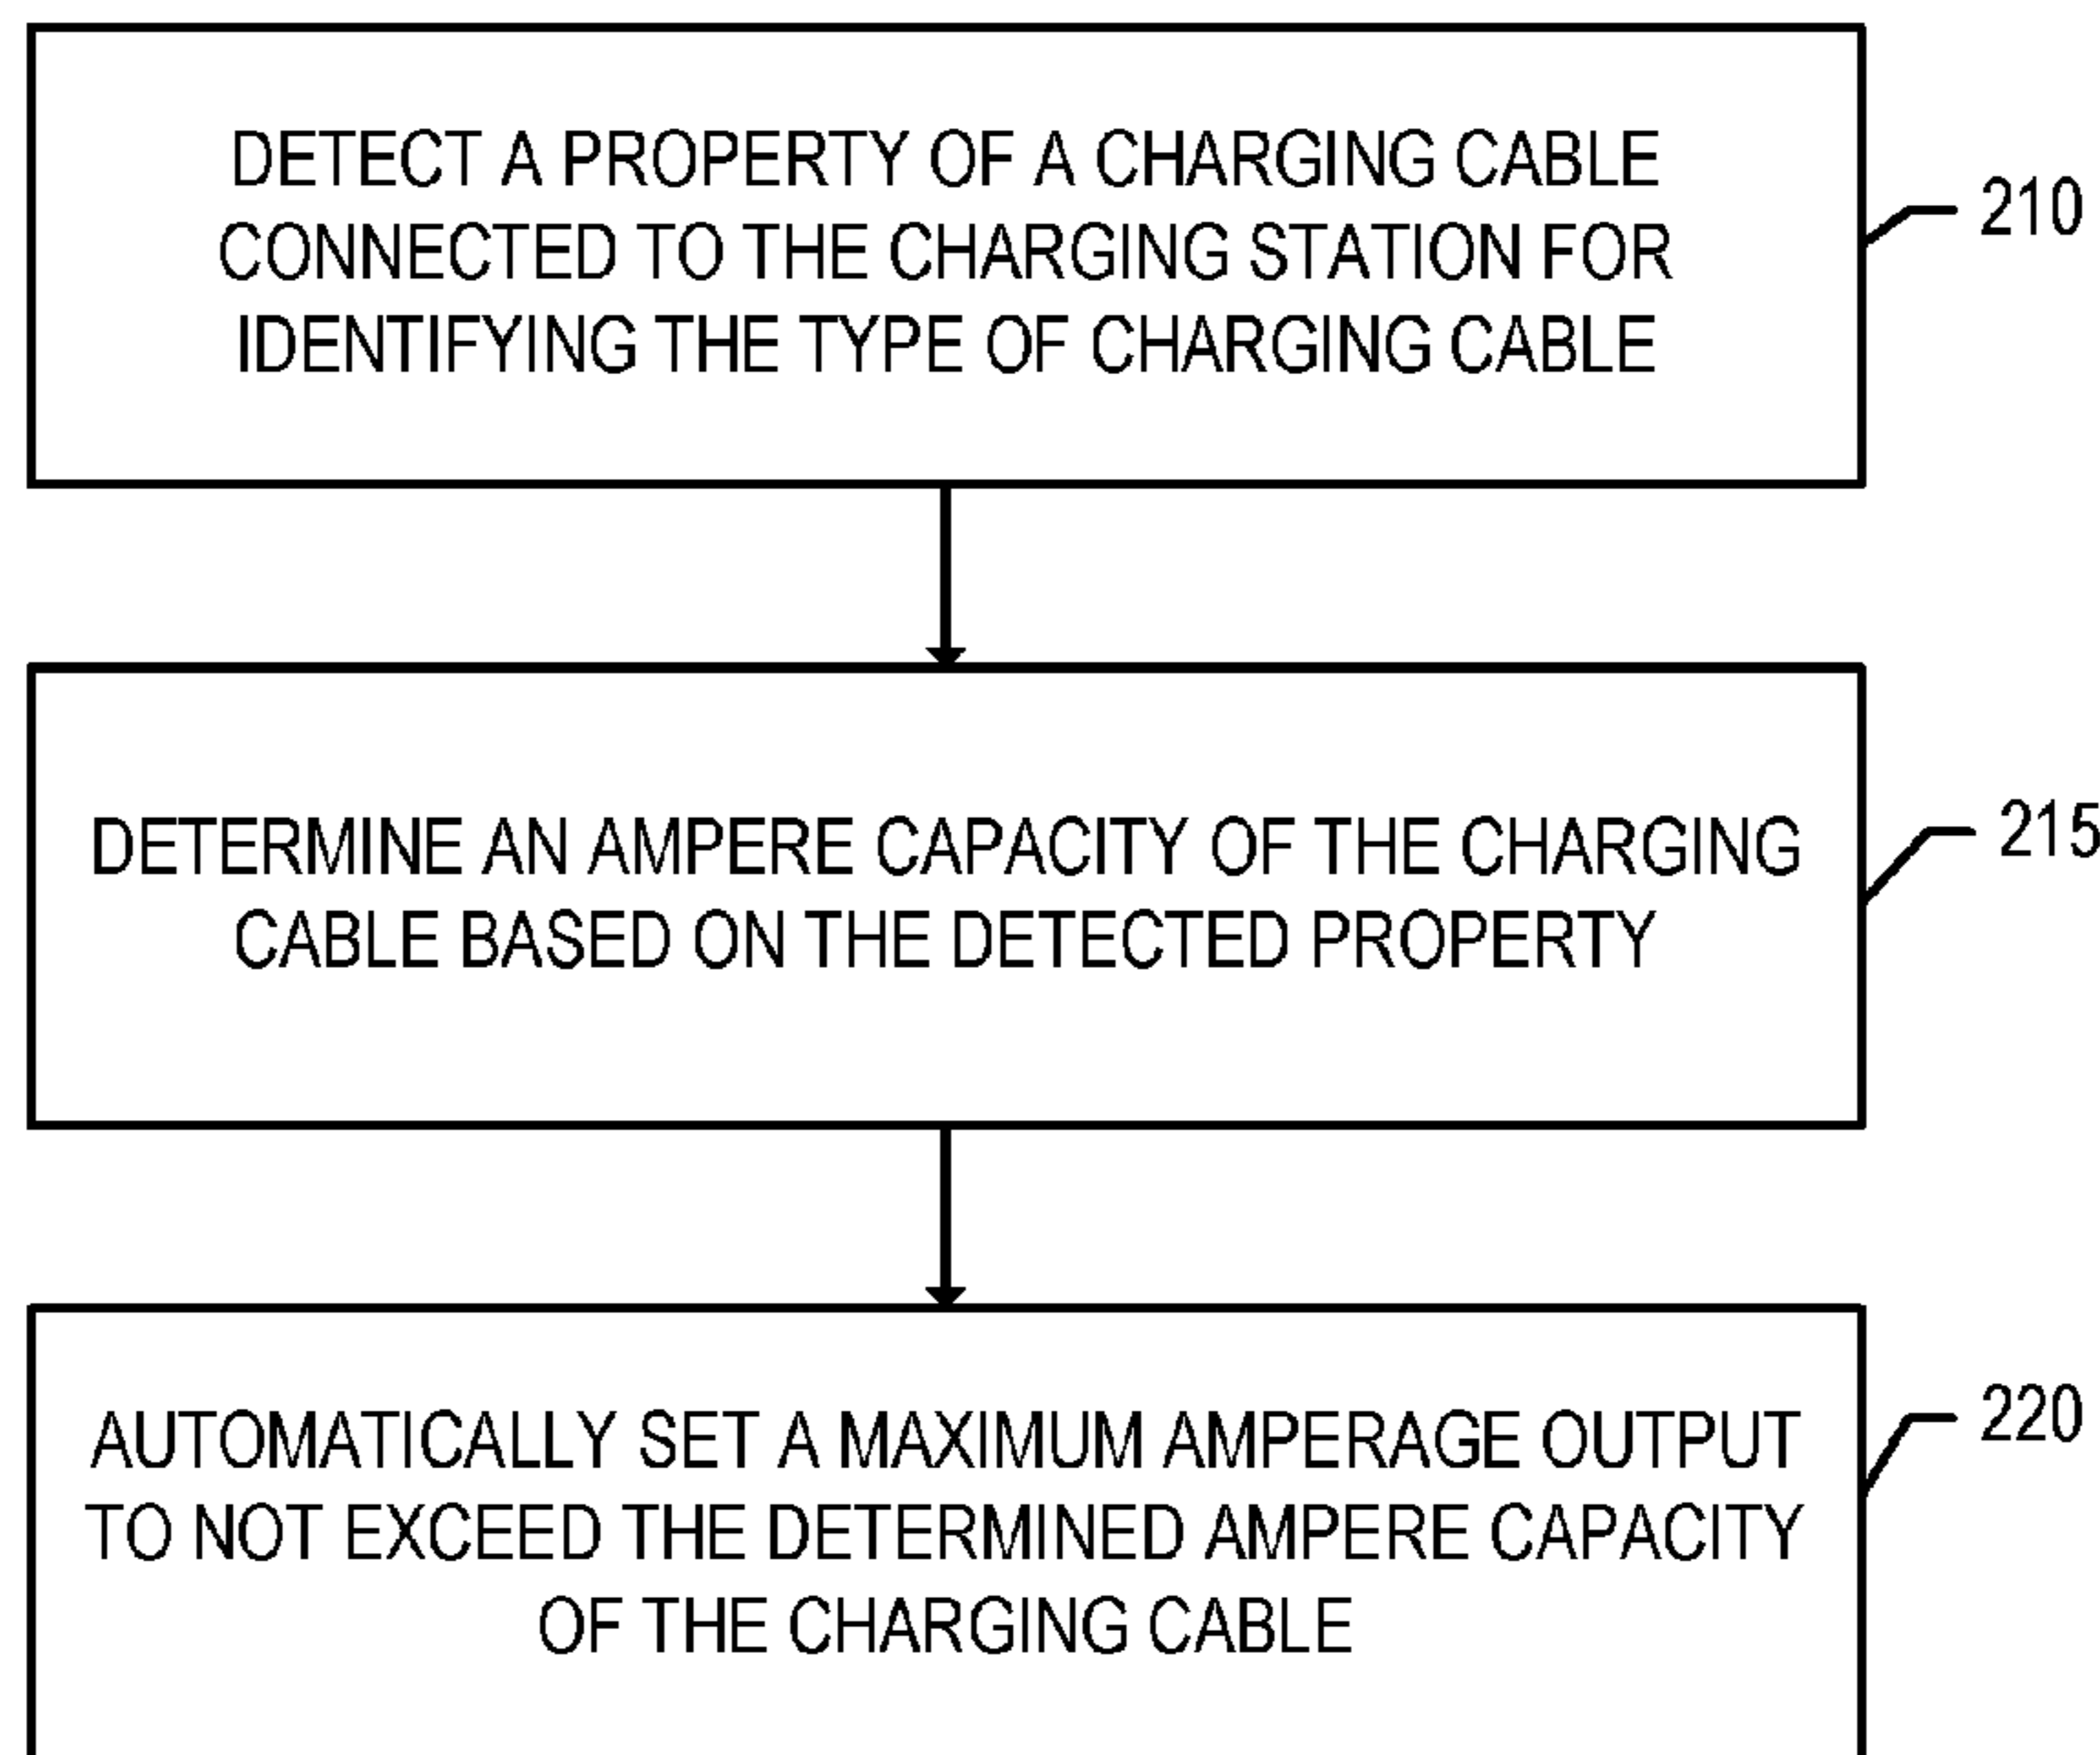 DETECT A PROPERTY OF A CHARGING CABLE
CONNECTED TO THE CHARGING STATION FOR
IDENTIFYING THE TYPE OF CHARGING CABLE
210
DETERMINE AN AMPERE CAPACITY OF THE CHARGING
CABLE BASED ON THE DETECTED PROPERTY
215
AUTOMATICALLY SET A MAXIMUM AMPERAGE OUTPUT
TO NOT EXCEED THE DETERMINED AMPERE CAPACITY
OF THE CHARGING CABLE
220